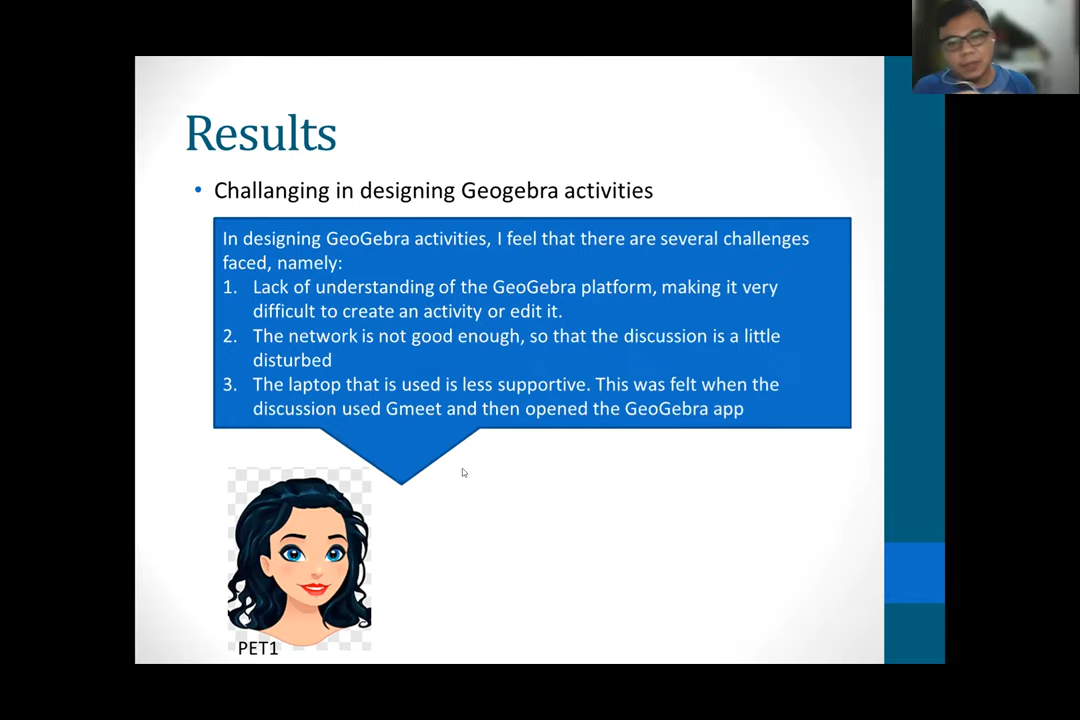 Results
• Challanging in designing Geogebra activities
In designing GeoGebra activities, I feel that there are several challenges
faced, namely:
1. Lack of understanding of the GeoGebra platform, making it very
difficult to create an activity or edit it.
2. The network is not good enough, so that the discussion is a little
disturbed
3. The laptop that is used is less supportive. This was felt when the
discussion used Gmeet and then opened the GeoGebra app
PET1